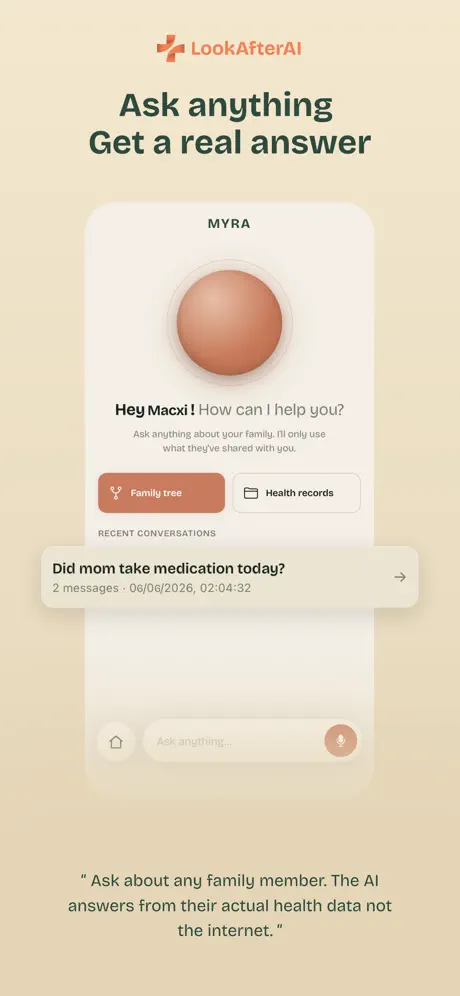 LookAfterAI
Ask anything
Get a real answer
MYRA
Hey Macxi ! How can I help you?
Ask anything about your family. I'll only use
what they've shared with you.
Family tree
Health records
RECENT CONVERSATIONS
Did mom take medication today?
2 messages · 06/06/2026, 02:04:32
Ask anything...
“ Ask about any family member. The AI
answers from their actual health data not
the internet. ”